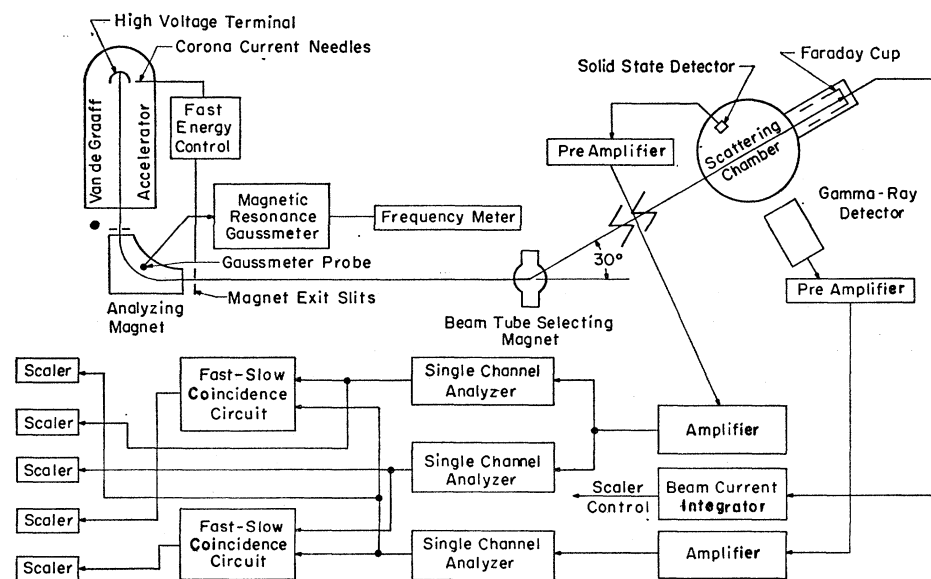 High Voltage Terminal
Corona Current Needles
Van de Graaff
Accelerator
Fast
Energy
Control
Magnetic
Resonance
Gaussmeter
Frequency Meter
Gaussmeter Probe
Magnet Exit Slits
Analyzing
Magnet
Beam Tube Selecting
Magnet
30°
Solid State Detector
Faraday Cup
Pre Amplifier
Scattering
Chamber
Gamma-Ray
Detector
Pre Amplifier
Scaler
Scaler
Scaler
Scaler
Scaler
Fast-Slow
Coincidence
Circuit
Fast-Slow
Coincidence
Circuit
Single Channel
Analyzer
Single Channel
Analyzer
Single Channel
Analyzer
Amplifier
Scaler
Control
Beam Current
Integrator
Amplifier